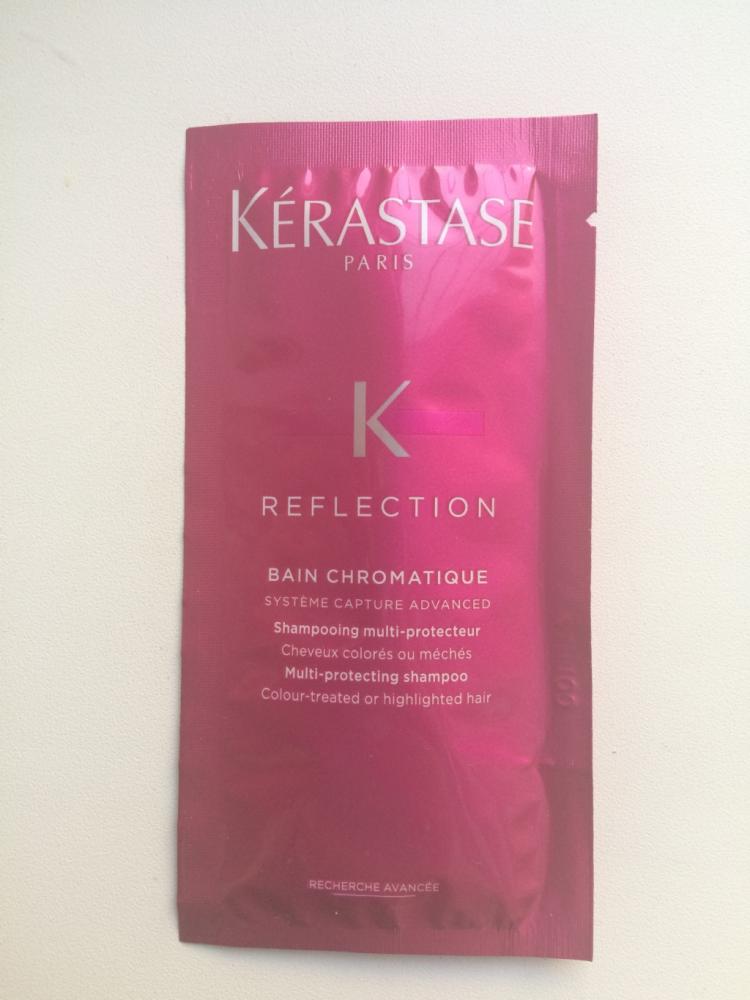 KÉRASTASE
PARIS
K
REFLECTION
BAIN CHROMATIQUE
SYSTÈME CAPTURE ADVANCED
Shampooing multi-protecteur
Cheveux colorés ou méchés
Multi-protecting shampoo
Colour-treated or highlighted hair
RECHERCHE AVANCÉE